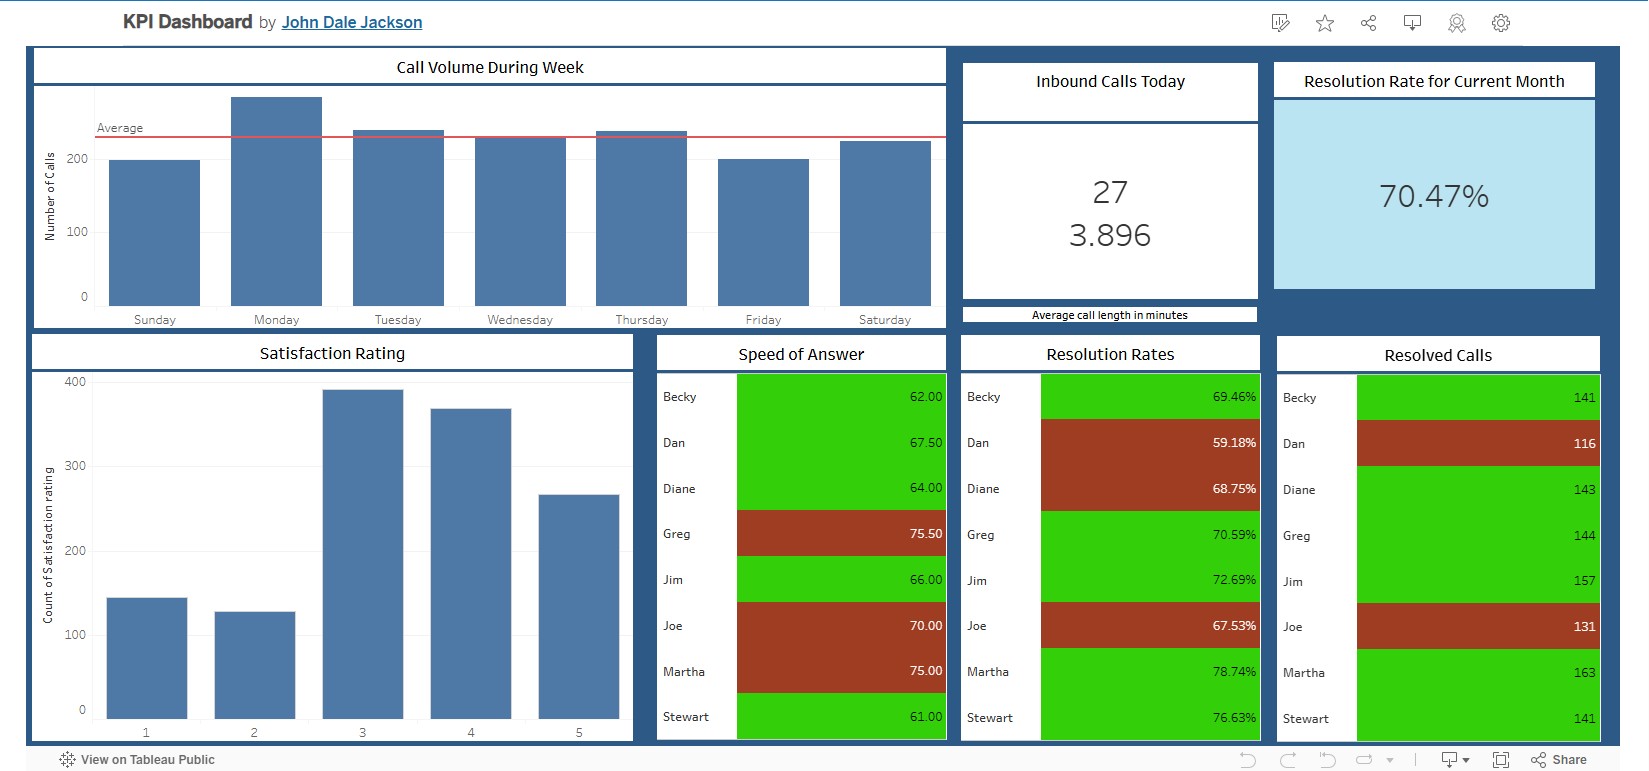 KPI Dashboard by John Dale Jackson
Call Volume During Week
Number of Calls
200
100
0
Average
Sunday Monday Tuesday Wednesday Thursday Friday Saturday
Inbound Calls Today
27
3.896
Average call length in minutes
Resolution Rate for Current Month
70.47%
Satisfaction Rating
Count of Satisfaction rating
400
300
200
100
0
1 2 3 4 5
Speed of Answer
Becky 62.00
Dan 67.50
Diane 64.00
Greg 75.50
Jim 66.00
Joe 70.00
Martha 75.00
Stewart 61.00
Resolution Rates
Becky 69.46%
Dan 59.18%
Diane 68.75%
Greg 70.59%
Jim 72.69%
Joe 67.53%
Martha 78.74%
Stewart 76.63%
Resolved Calls
Becky 141
Dan 116
Diane 143
Greg 144
Jim 157
Joe 131
Martha 163
Stewart 141
View on Tableau Public
Share